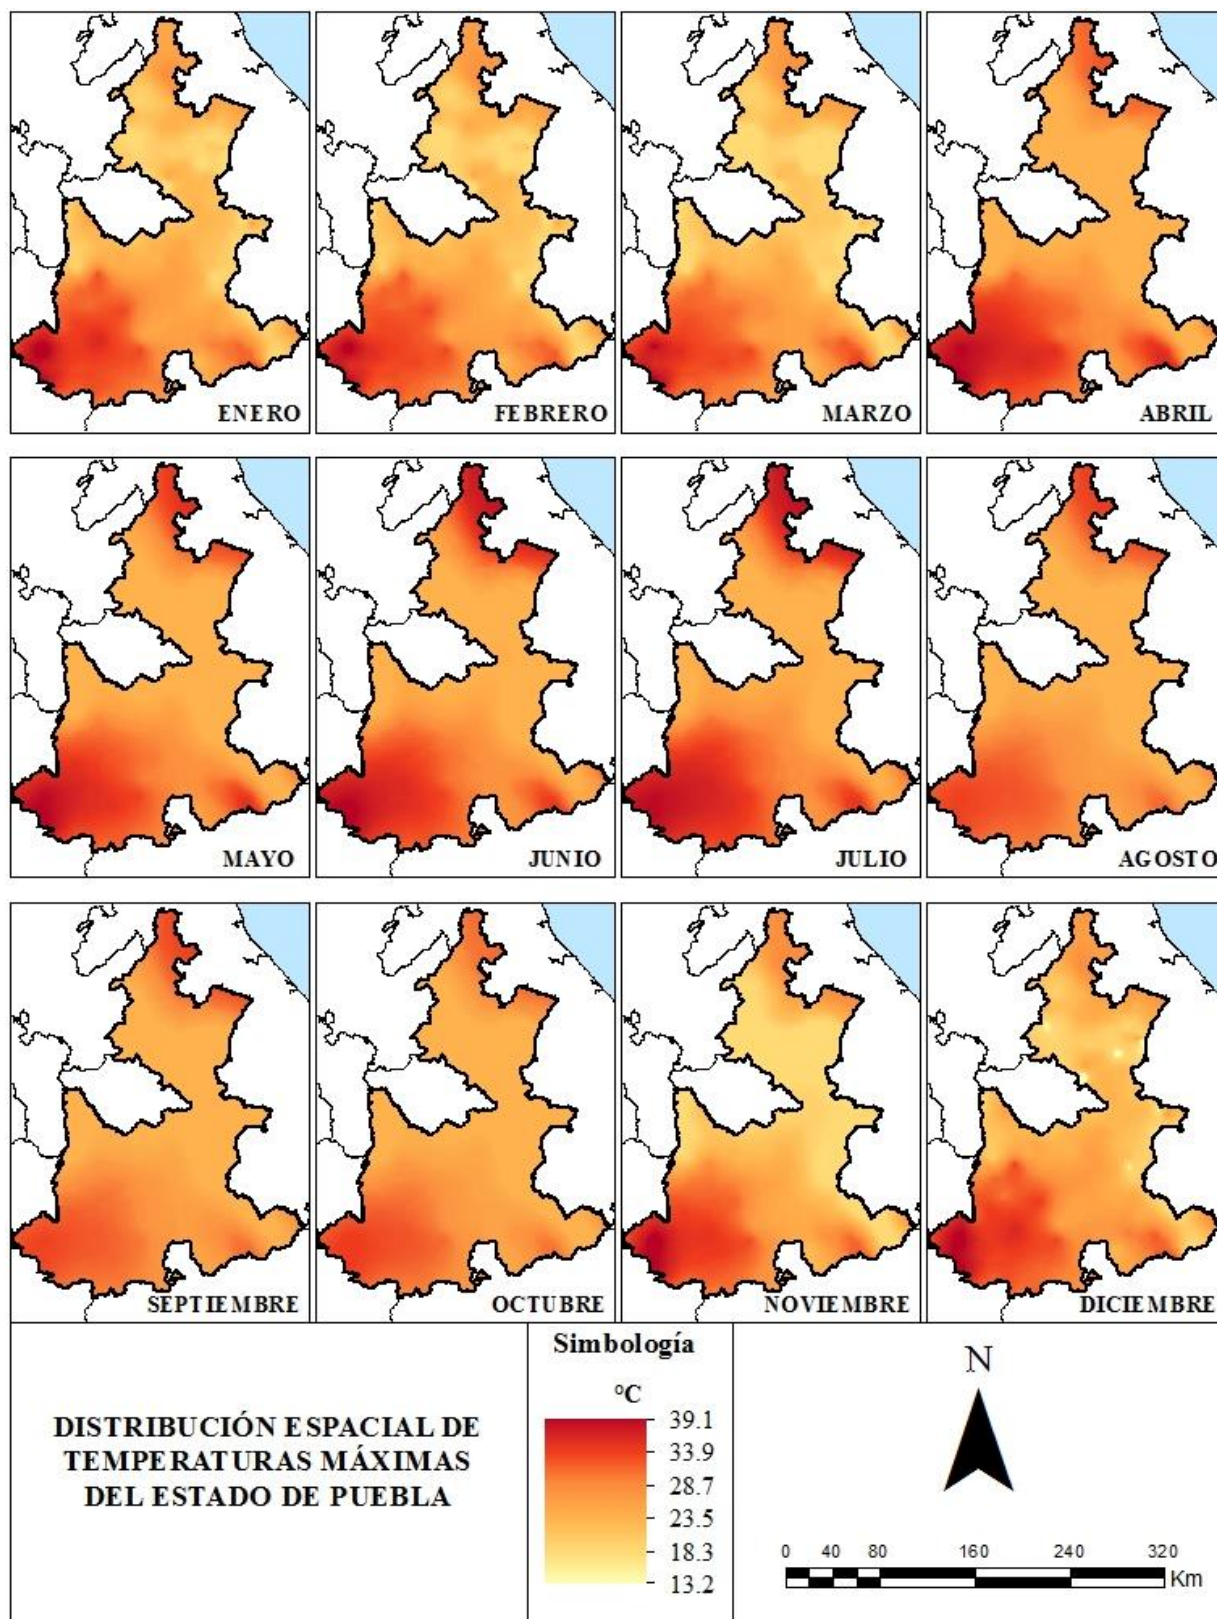 ENERO
FEBRERO
MARZO
ABRIL
MAYO
JUNIO
JULIO
AGOSTO
SEPTIEMBRE
OCTUBRE
NOVIEMBRE
DICIEMBRE
DISTRIBUCIÓN ESPACIAL DE
TEMPERATURAS MÁXIMAS
DEL ESTADO DE PUEBLA
Simbología
°C
39.1
33.9
28.7
23.5
18.3
13.2
N
0 40 80 160 240 320
Km